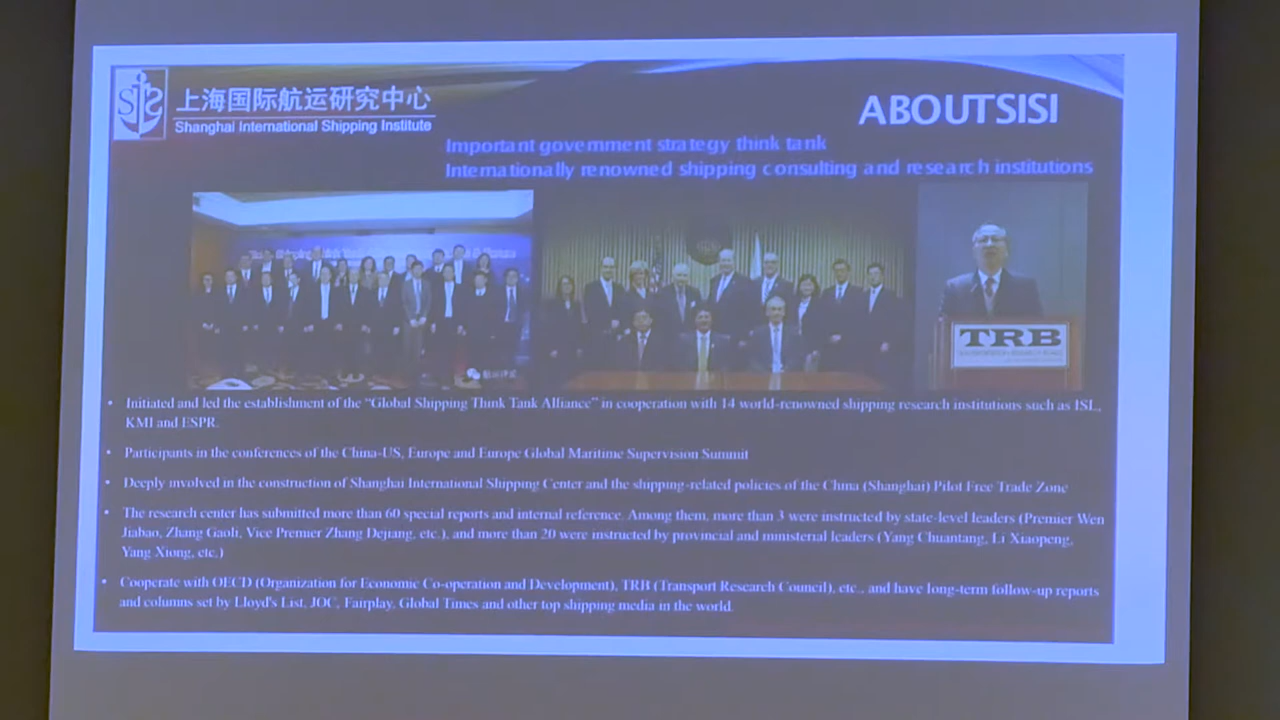 上海国际航运研究中心
Shanghai International Shipping Institute
ABOUTSISI
Important government strategy think tank
Internationally renowned shipping consulting and research institutions
TRB
• Initiated and led the establishment of the “Global Shipping Think Tank Alliance” in cooperation with 14 world-renowned shipping research institutions such as ISL,
KMI and ESPR.
• Participants in the conferences of the China-US, Europe and Europe Global Maritime Supervision Summit
• Deeply involved in the construction of Shanghai International Shipping Center and the shipping-related policies of the China (Shanghai) Pilot Free Trade Zone
• The research center has submitted more than 60 special reports and internal reference. Among them, more than 3 were instructed by state-level leaders (Premier Wen
Jiabao, Zhang Gaoli, Vice Premier Zhang Dejiang, etc.), and more than 20 were instructed by provincial and ministerial leaders (Yang Chuantang, Li Xiaopeng,
Yang Xiong, etc.)
• Cooperate with OECD (Organization for Economic Co-operation and Development), TRB (Transport Research Council), etc., and have long-term follow-up reports
and columns set by Lloyd's List, JOC, Fairplay, Global Times and other top shipping media in the world.